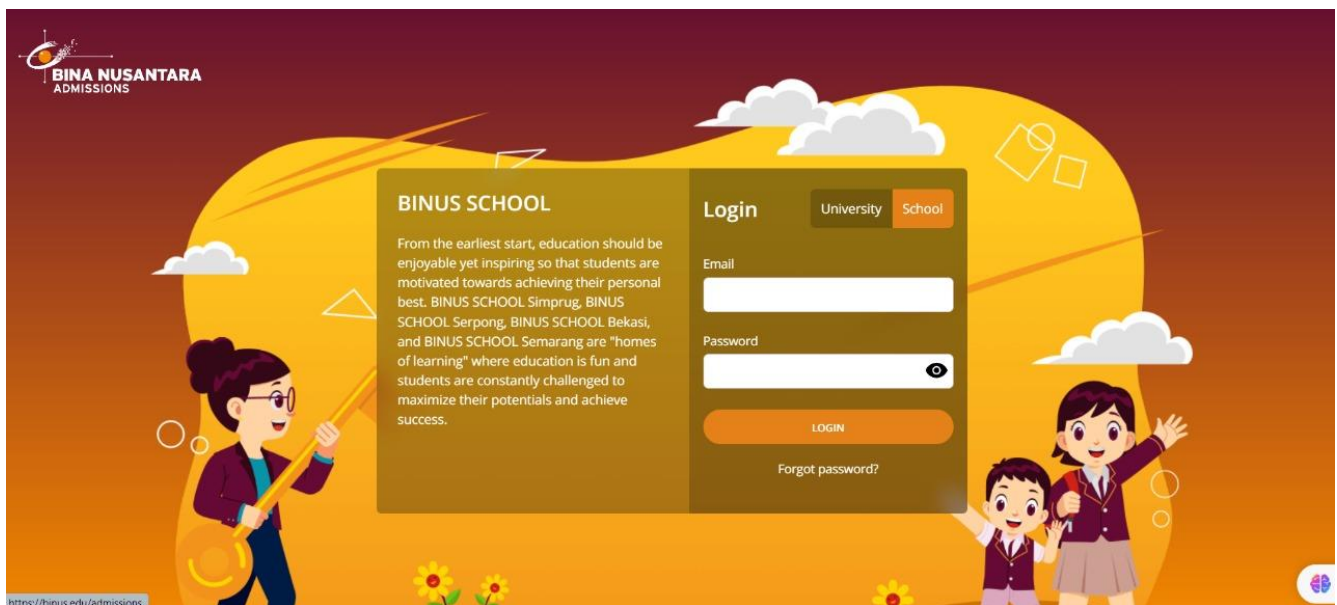 BINA NUSANTARA
ADMISSIONS
BINUS SCHOOL
From the earliest start, education should be
enjoyable yet inspiring so that students are
motivated towards achieving their personal
best. BINUS SCHOOL Simprug, BINUS
SCHOOL Serpong, BINUS SCHOOL Bekasi,
and BINUS SCHOOL Semarang are "homes
of learning" where education is fun and
students are constantly challenged to
maximize their potentials and achieve
success.
Login
University School
Email
Password
LOGIN
Forgot password?
https://binus.edu/admissions